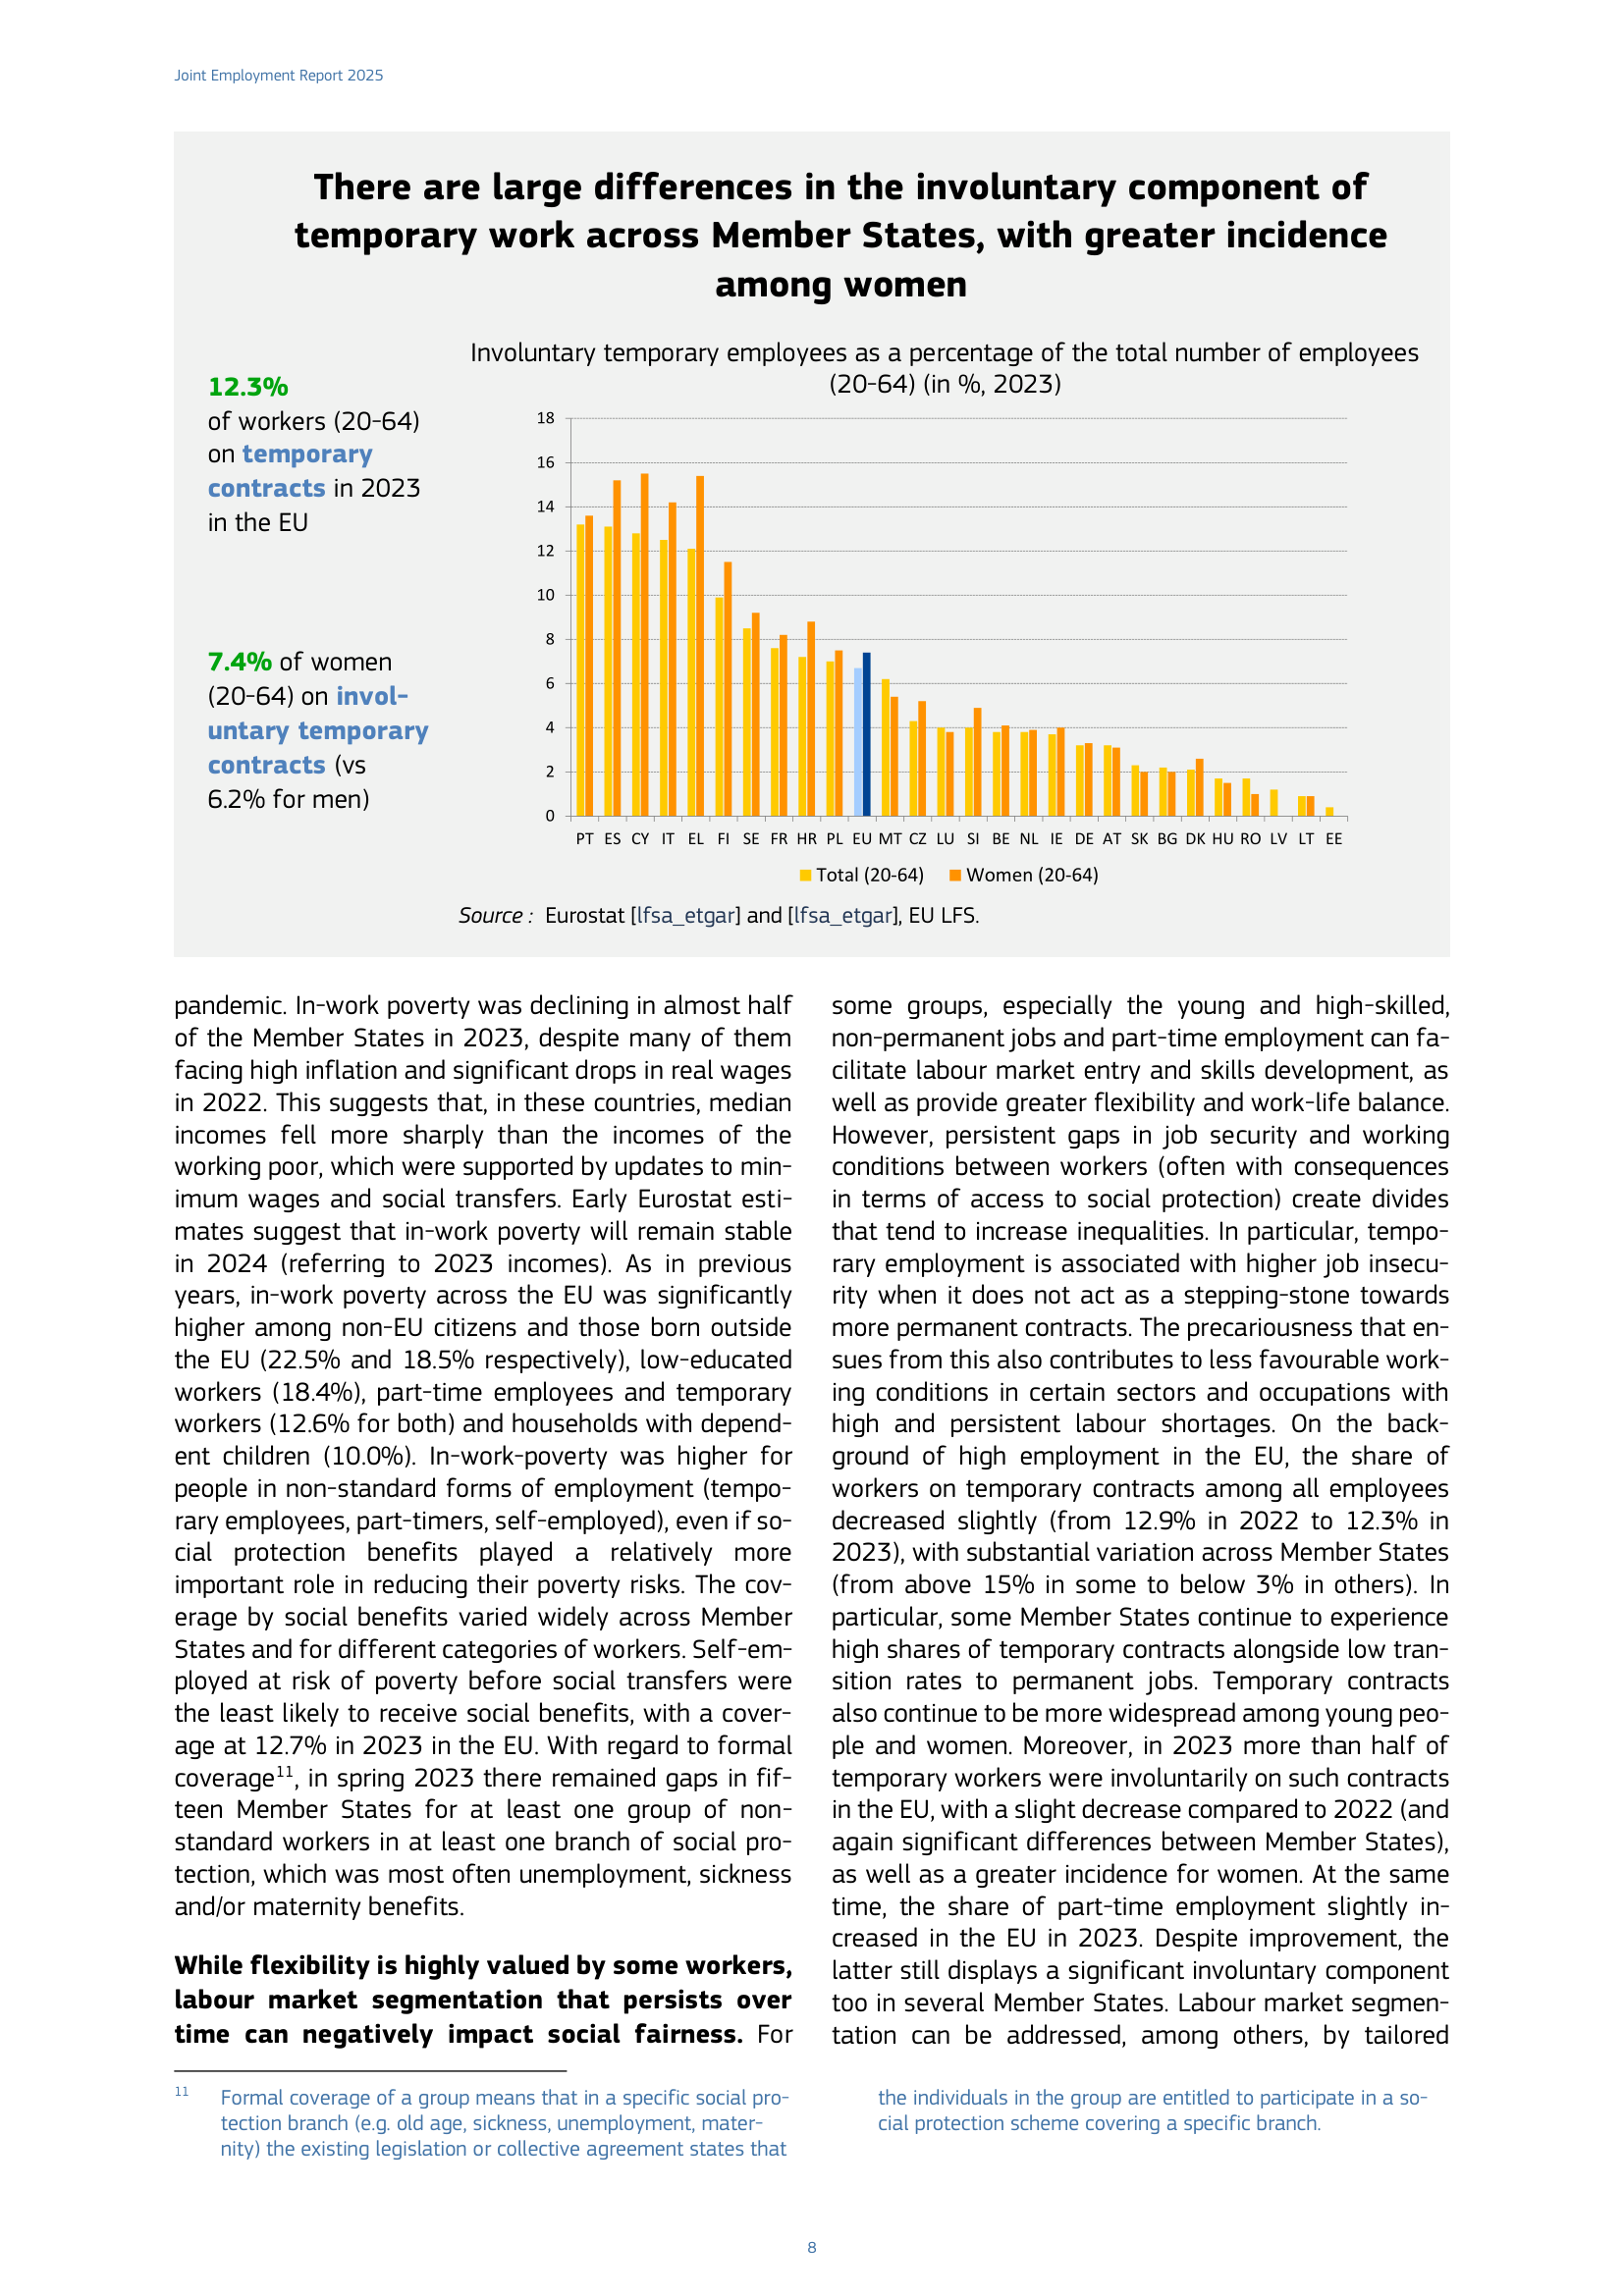 Joint Employment Report 2025
There are large differences in the involuntary component of
temporary work across Member States, with greater incidence
among women
12.3%
of workers (20-64)
on temporary
contracts in 2023
in the EU
7.4% of women
(20-64) on invol-
untary temporary
contracts (vs
6.2% for men)
Involuntary temporary employees as a percentage of the total number of employees
(20-64) (in %, 2023)
18
16
14
12
10
8
6
4
2
0
PT ES CY IT EL FI SE FR HR PL EU MT CZ LU SI BE NL IE DE AT SK BG DK HU RO LV LT EE
Total (20-64) Women (20-64)
Source : Eurostat [lfsa_etgar] and [lfsa_etgar], EU LFS.
pandemic. In-work poverty was declining in almost half
of the Member States in 2023, despite many of them
facing high inflation and significant drops in real wages
in 2022. This suggests that, in these countries, median
incomes fell more sharply than the incomes of the
working poor, which were supported by updates to min-
imum wages and social transfers. Early Eurostat esti-
mates suggest that in-work poverty will remain stable
in 2024 (referring to 2023 incomes). As in previous
years, in-work poverty across the EU was significantly
higher among non-EU citizens and those born outside
the EU (22.5% and 18.5% respectively), low-educated
workers (18.4%), part-time employees and temporary
workers (12.6% for both) and households with depend-
ent children (10.0%). In-work-poverty was higher for
people in non-standard forms of employment (tempo-
rary employees, part-timers, self-employed), even if so-
cial protection benefits played a relatively more
important role in reducing their poverty risks. The cov-
erage by social benefits varied widely across Member
States and for different categories of workers. Self-em-
ployed at risk of poverty before social transfers were
the least likely to receive social benefits, with a cover-
age at 12.7% in 2023 in the EU. With regard to formal
coverage11, in spring 2023 there remained gaps in fif-
teen Member States for at least one group of non-
standard workers in at least one branch of social pro-
tection, which was most often unemployment, sickness
and/or maternity benefits.
While flexibility is highly valued by some workers,
labour market segmentation that persists over
time can negatively impact social fairness. For
some groups, especially the young and high-skilled,
non-permanent jobs and part-time employment can fa-
cilitate labour market entry and skills development, as
well as provide greater flexibility and work-life balance.
However, persistent gaps in job security and working
conditions between workers (often with consequences
in terms of access to social protection) create divides
that tend to increase inequalities. In particular, tempo-
rary employment is associated with higher job insecu-
rity when it does not act as a stepping-stone towards
more permanent contracts. The precariousness that en-
sues from this also contributes to less favourable work-
ing conditions in certain sectors and occupations with
high and persistent labour shortages. On the back-
ground of high employment in the EU, the share of
workers on temporary contracts among all employees
decreased slightly (from 12.9% in 2022 to 12.3% in
2023), with substantial variation across Member States
(from above 15% in some to below 3% in others). In
particular, some Member States continue to experience
high shares of temporary contracts alongside low tran-
sition rates to permanent jobs. Temporary contracts
also continue to be more widespread among young peo-
ple and women. Moreover, in 2023 more than half of
temporary workers were involuntarily on such contracts
in the EU, with a slight decrease compared to 2022 (and
again significant differences between Member States),
as well as a greater incidence for women. At the same
time, the share of part-time employment slightly in-
creased in the EU in 2023. Despite improvement, the
latter still displays a significant involuntary component
too in several Member States. Labour market segmen-
tation can be addressed, among others, by tailored
11 Formal coverage of a group means that in a specific social pro-
tection branch (e.g. old age, sickness, unemployment, mater-
nity) the existing legislation or collective agreement states that
the individuals in the group are entitled to participate in a so-
cial protection scheme covering a specific branch.
8